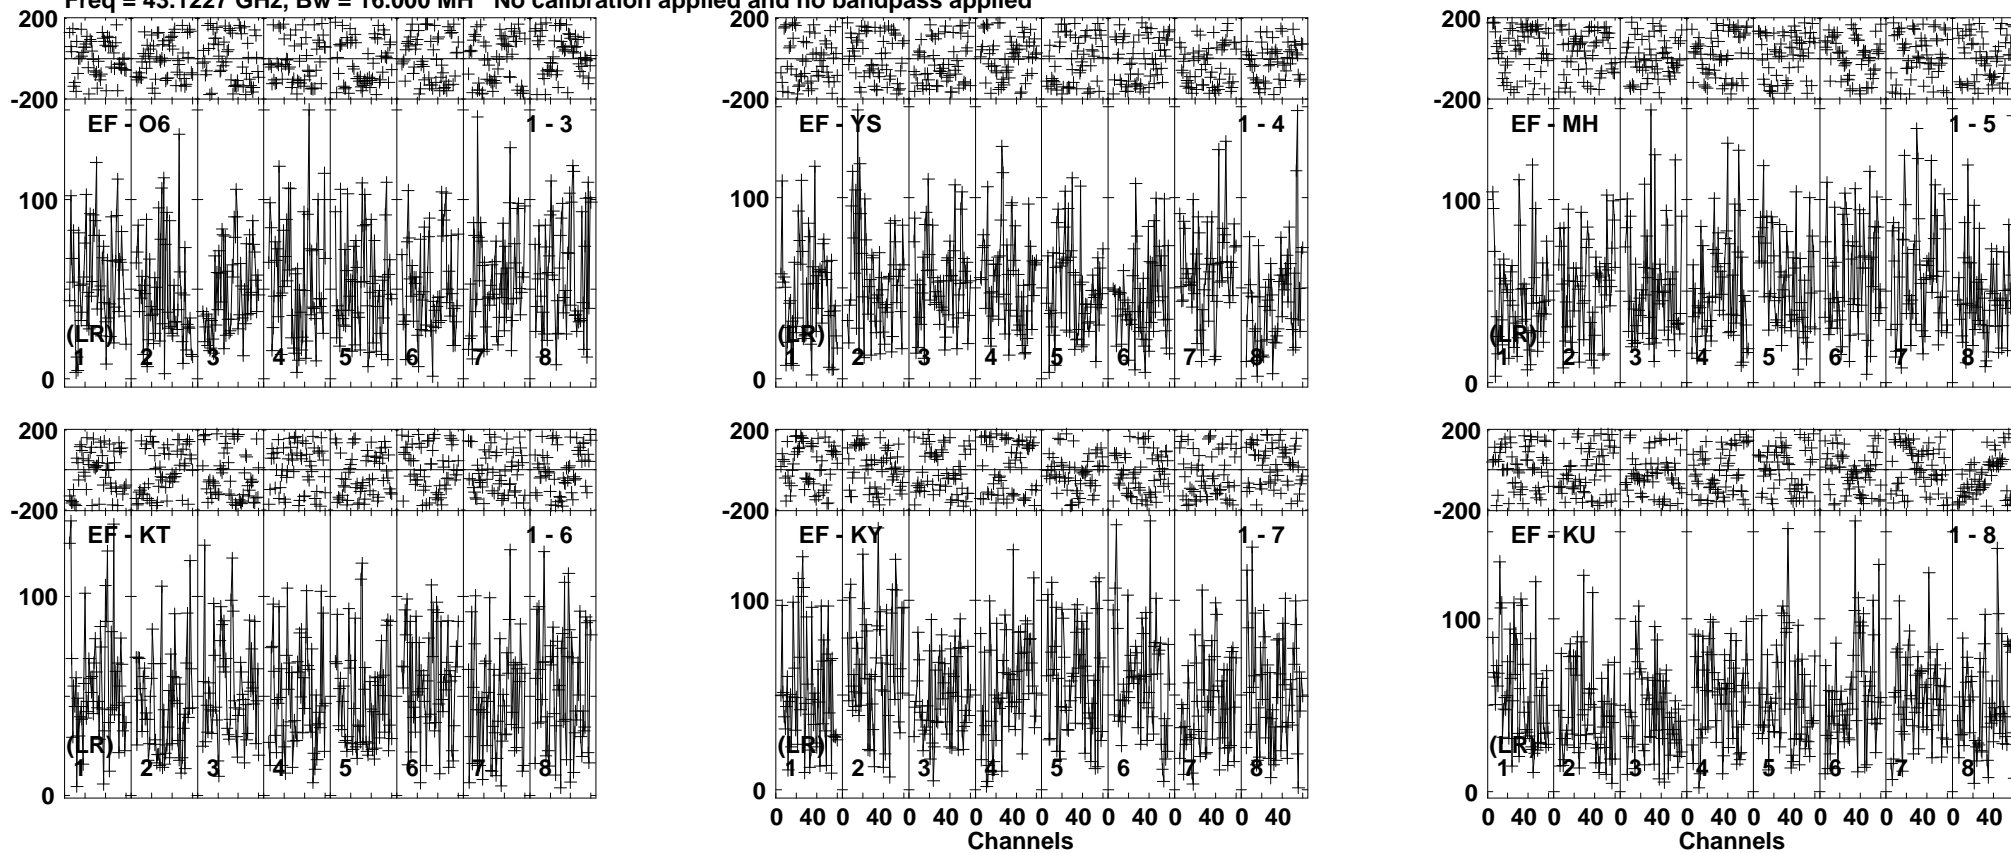 Freq = 43.1227 GHz, Bw = 16.000 MH No calibration applied and no bandpass applied
200 200 200
-200 -200 -200
EF - O6 1 - 3 EF - YS 1 - 4 EF - MH 1 - 5
100 100 100
(LR) (LR) (LR)
1 2 3 4 5 6 7 8 1 2 3 4 5 6 7 8 1 2 3 4 5 6 7 8
0 0 0
200 200 200
-200 -200 -200
EF - KT 1 - 6 EF - KY 1 - 7 EF - KU 1 - 8
100 100 100
(LR) (LR) (LR)
1 2 3 4 5 6 7 8 1 2 3 4 5 6 7 8 1 2 3 4 5 6 7 8
0 0 0
0 40 0 40 0 40 0 40 0 40 0 40 0 40 0 40 0 40 0 40 0 40 0 40 0 40 0 40 0 40 0 40
Channels Channels